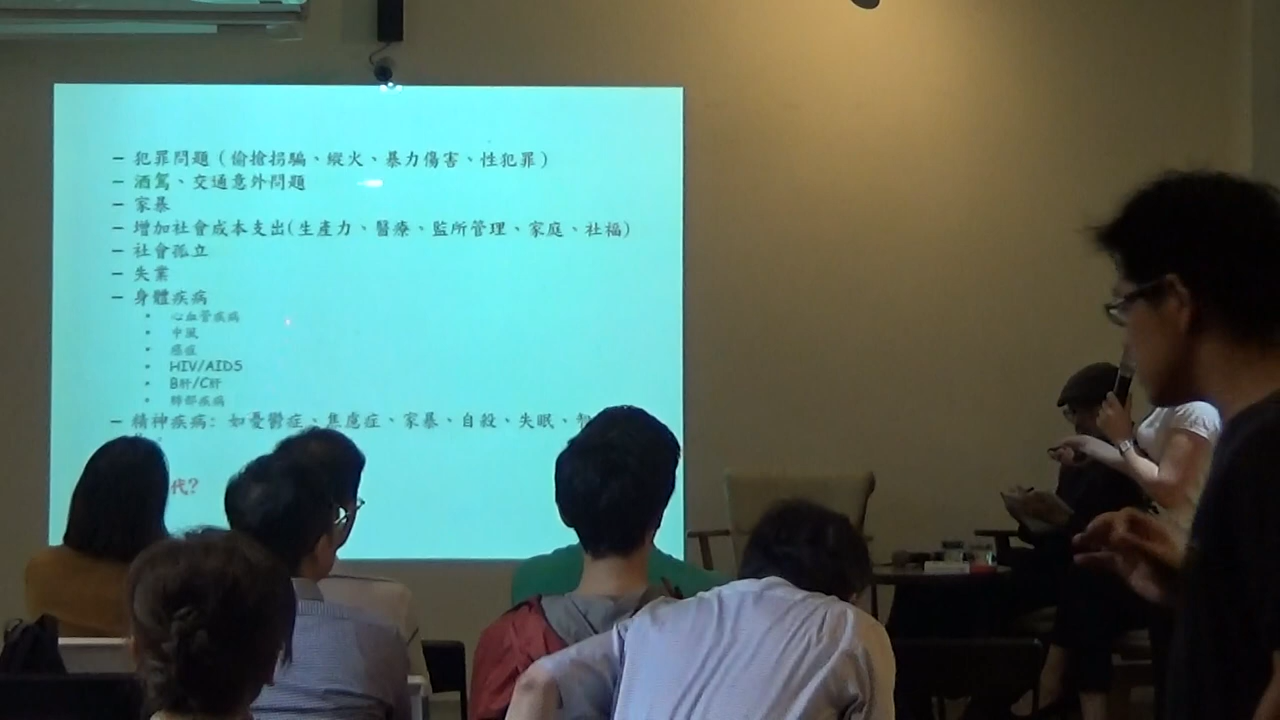 – 犯罪問題（偷搶拐騙、縱火、暴力傷害、性犯罪）
– 酒駕、交通意外問題
– 家暴
– 增加社會成本支出(生產力、醫療、監所管理、家庭、社福)
– 社會孤立
– 失業
– 身體疾病
• 心血管疾病
• 中風
• 癌症
• HIV/AIDS
• B肝/C肝
• 肺部疾病
– 精神疾病: 如憂鬱症、焦慮症、家暴、自殺、失眠、
代?